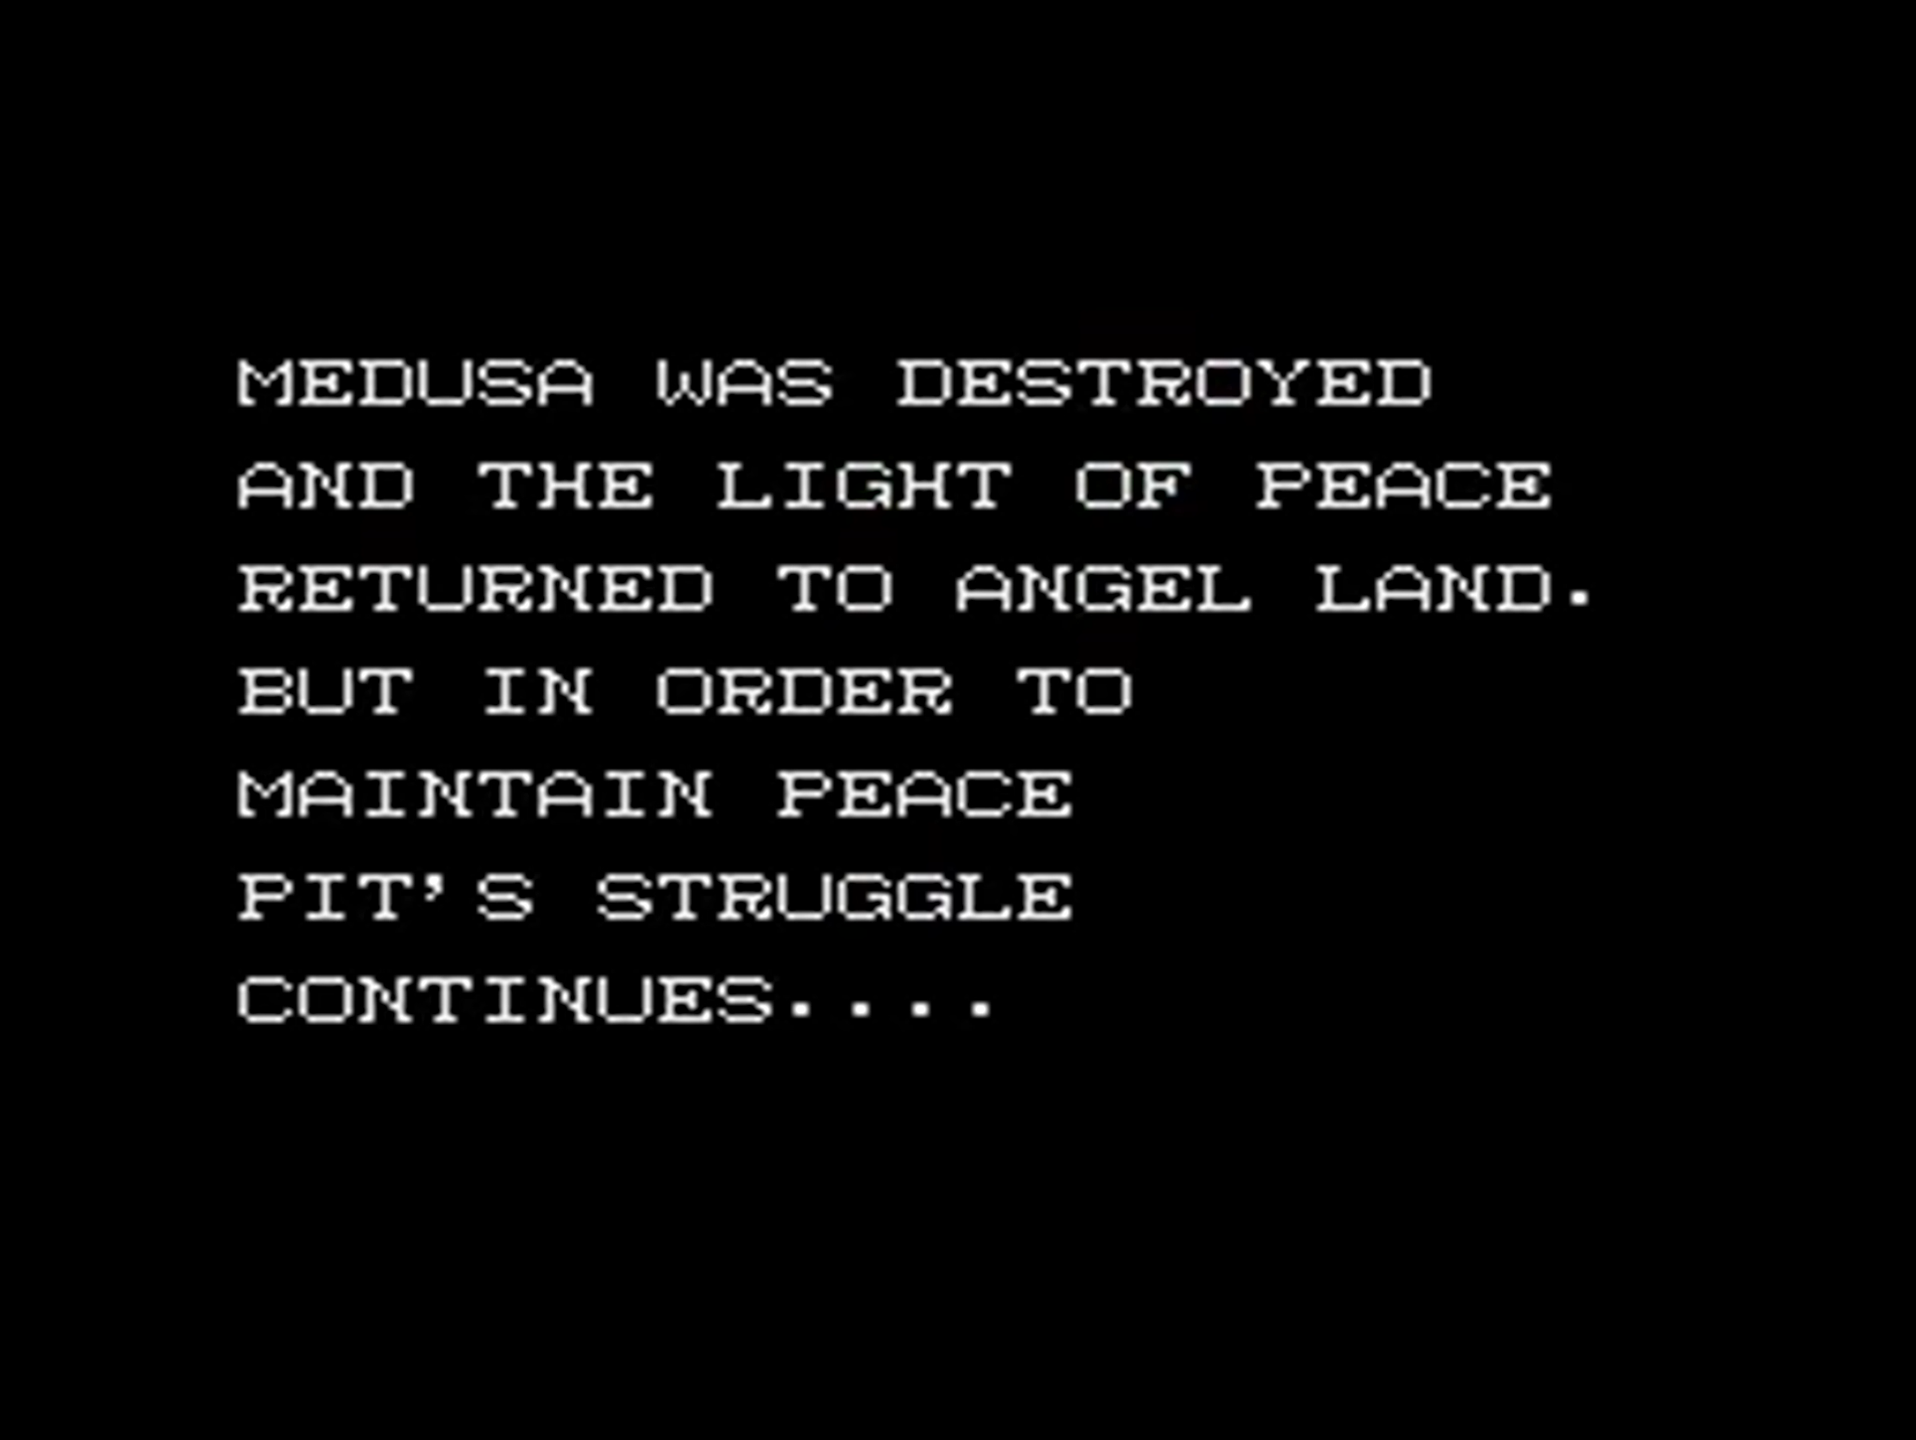 MEDUSA WAS DESTROYED
AND THE LIGHT OF PEACE
RETURNED TO ANGEL LAND.
BUT IN ORDER TO
MAINTAIN PEACE
PIT'S STRUGGLE
CONTINUES....